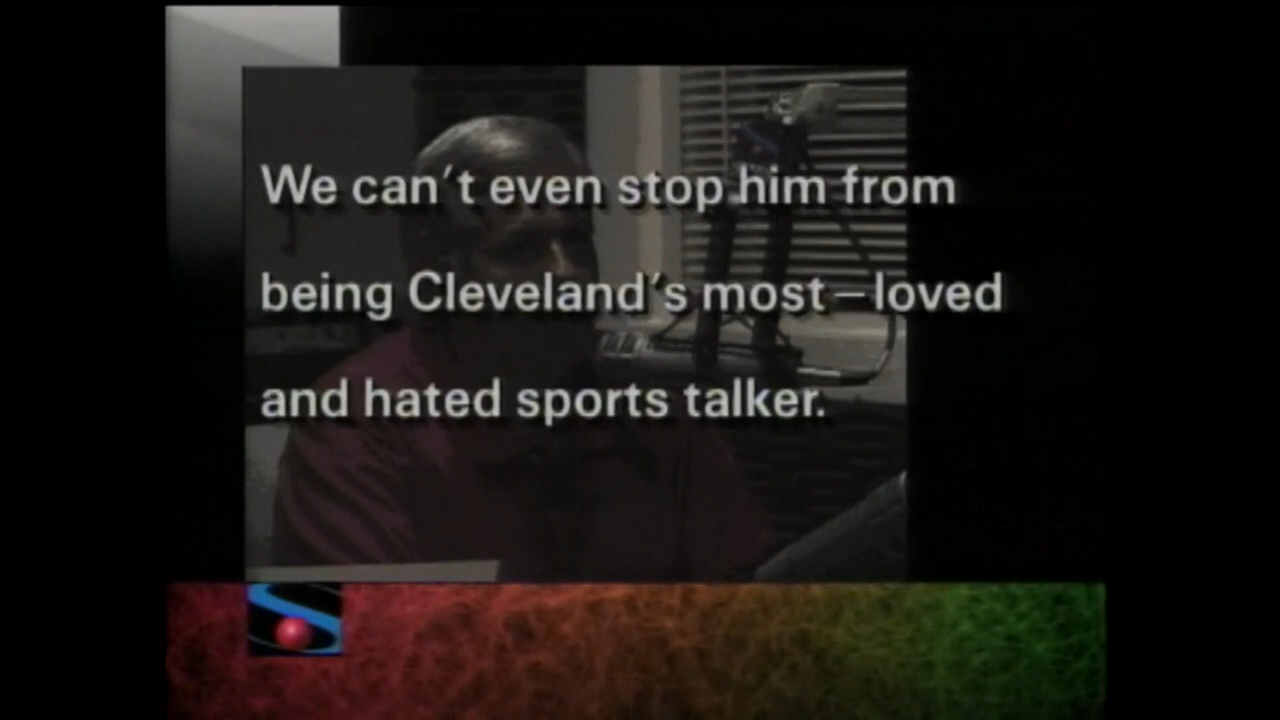 We can't even stop him from
being Cleveland's most – loved
and hated sports talker.